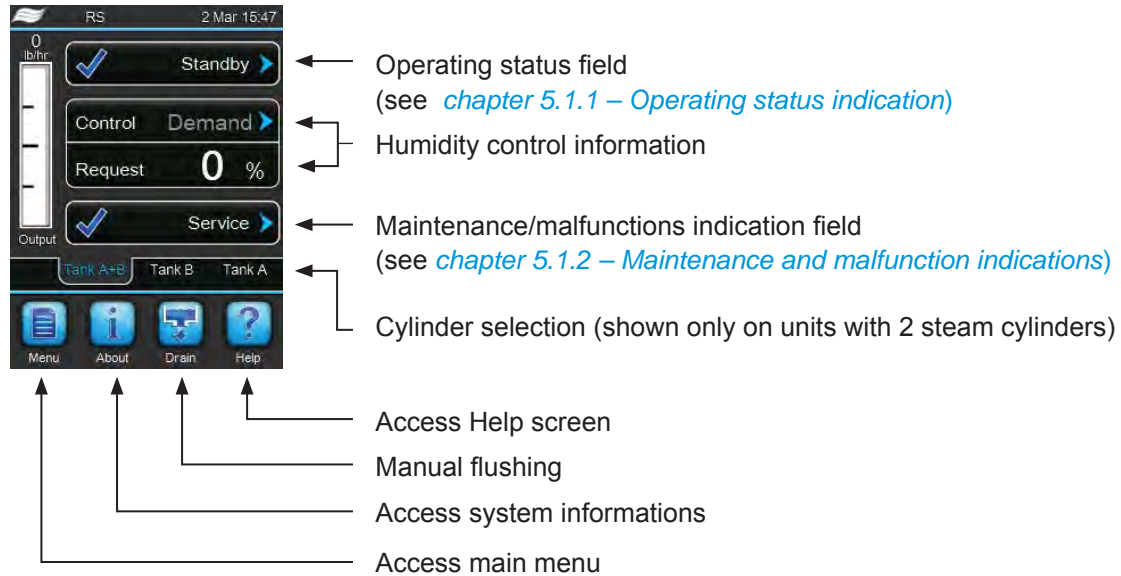 RS 2 Mar 15:47
0
lb/hr
Standby
Control Demand
Request 0 %
Service
Output
Tank A+B Tank B Tank A
Menu About Drain Help
Operating status field
(see chapter 5.1.1 – Operating status indication)
Humidity control information
Maintenance/malfunctions indication field
(see chapter 5.1.2 – Maintenance and malfunction indications)
Cylinder selection (shown only on units with 2 steam cylinders)
Access Help screen
Manual flushing
Access system informations
Access main menu